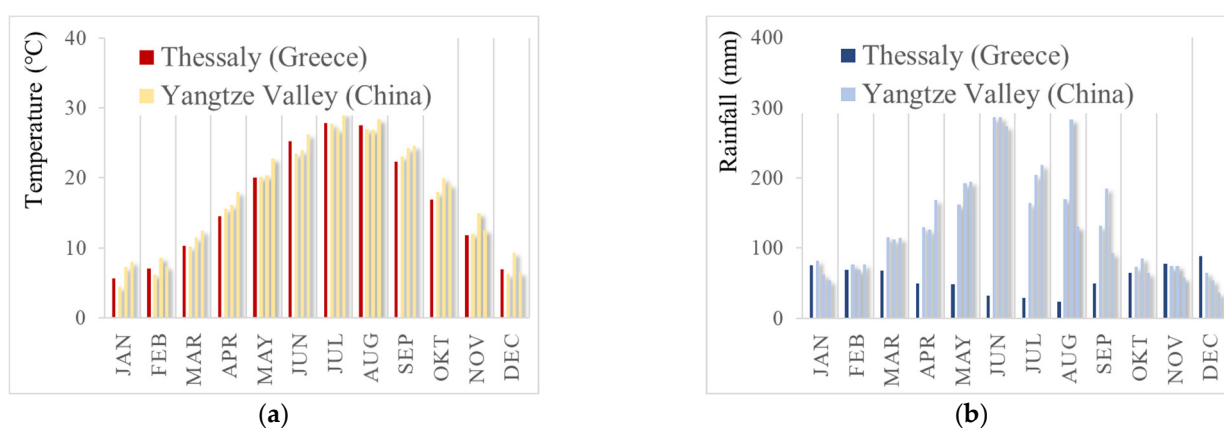 Temperature (°C)
40
30
20
10
0
Thessaly (Greece)
Yangtze Valley (China)
JAN
FEB
MAR
APR
MAY
JUN
JUL
AUG
SEP
OKT
NOV
DEC
(a)
Rainfall (mm)
400
300
200
100
0
Thessaly (Greece)
Yangtze Valley (China)
JAN
FEB
MAR
APR
MAY
JUN
JUL
AUG
SEP
OKT
NOV
DEC
(b)